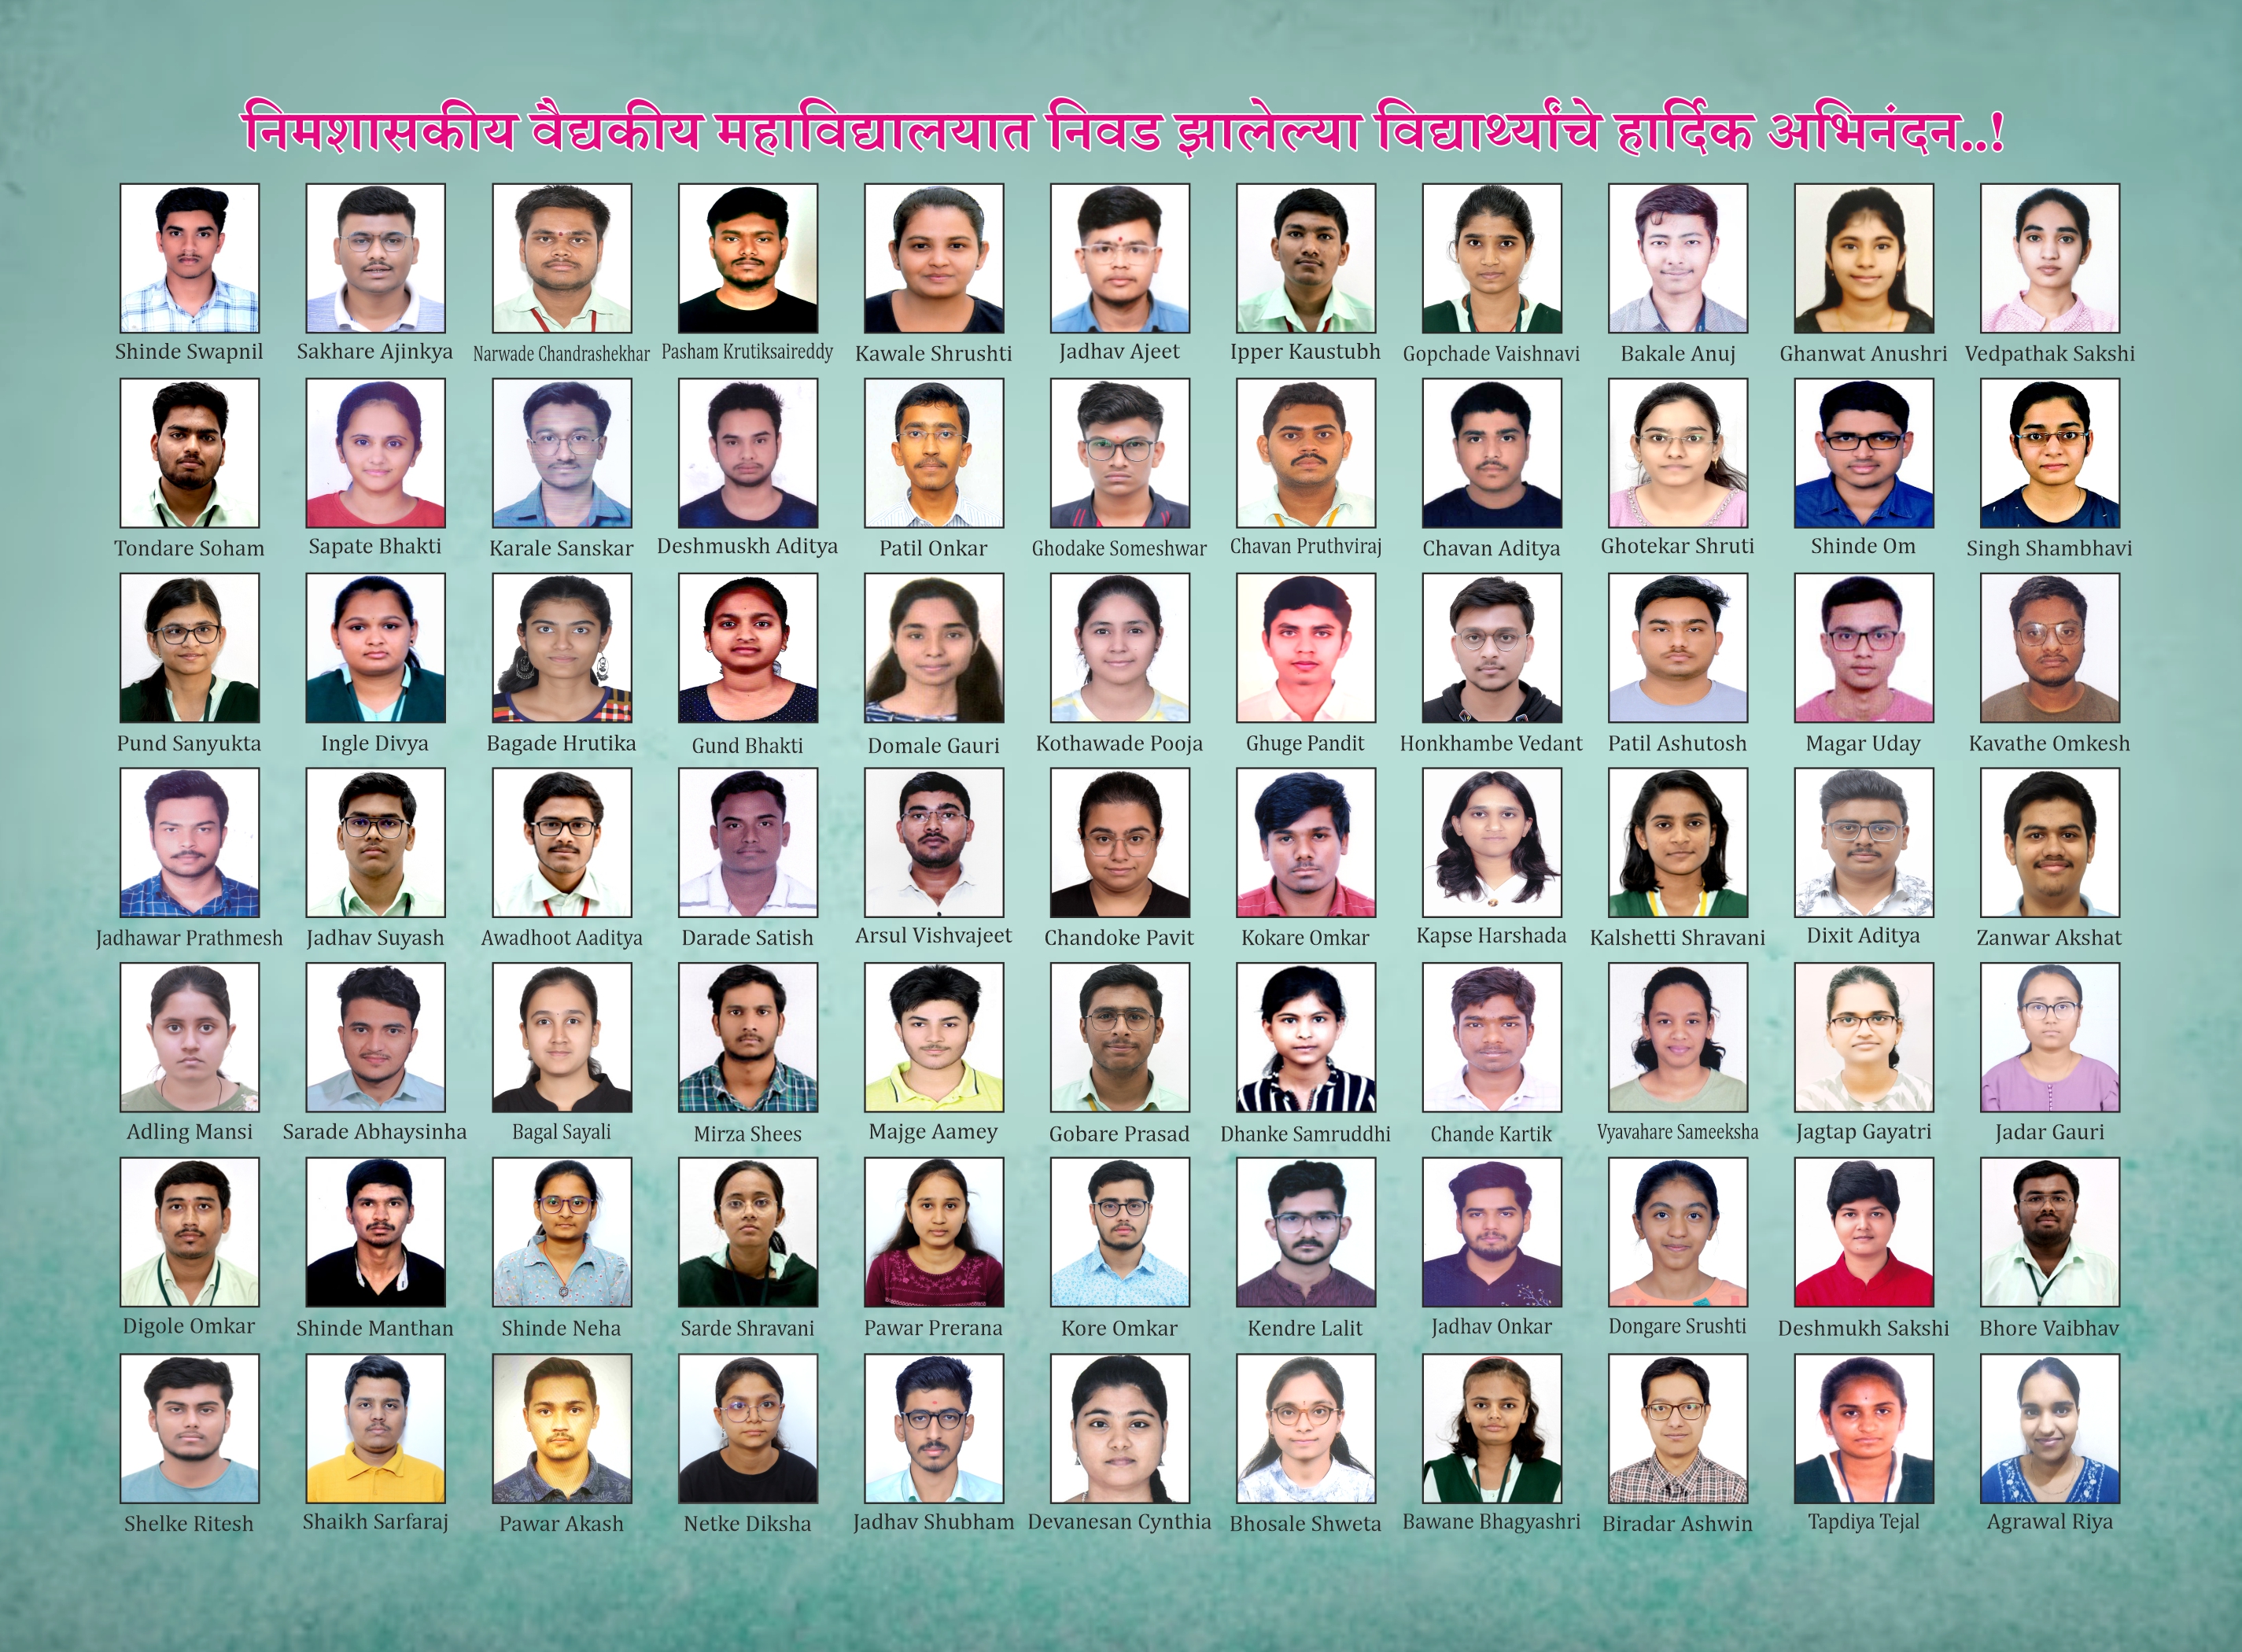 निमशासकीय वैद्यकीय महाविद्यालयात निवड झालेल्या विद्यार्थ्यांचे हार्दिक अभिनंदन..!
Shinde Swapnil Sakhare Ajinkya Narwade Chandrashekhar Pasham Krutiksaireddy Kawale Shrushti Jadhav Ajeet Ipper Kaustubh Gopchade Vaishnavi Bakale Anuj Ghanwat Anushri Vedpathak Sakshi
Tondare Soham Sapate Bhakti Karale Sanskar Deshmuskh Aditya Patil Onkar Ghodake Someshwar Chavan Pruthviraj Chavan Aditya Ghotekar Shruti Shinde Om Singh Shambhavi
Pund Sanyukta Ingle Divya Bagade Hrutika Gund Bhakti Domale Gauri Kothawade Pooja Ghuge Pandit Honkhambe Vedant Patil Ashutosh Magar Uday Kavathe Omkesh
Jadhawar Prathmesh Jadhav Suyash Awadhoot Aaditya Darade Satish Arsul Vishvajeet Chandoke Pavit Kokare Omkar Kapse Harshada Kalshetti Shravani Dixit Aditya Zanwar Akshat
Adling Mansi Sarade Abhaysinha Bagal Sayali Mirza Shees Majge Aamey Gobare Prasad Dhanke Samruddhi Chande Kartik Vyavahare Sameeksha Jagtap Gayatri Jadar Gauri
Digole Omkar Shinde Manthan Shinde Neha Sarde Shravani Pawar Prerana Kore Omkar Kendre Lalit Jadhav Onkar Dongare Srushti Deshmukh Sakshi Bhore Vaibhav
Shelke Ritesh Shaikh Sarfaraj Pawar Akash Netke Diksha Jadhav Shubham Devanesan Cynthia Bhosale Shweta Bawane Bhagyashri Biradar Ashwin Tapdiya Tejal Agrawal Riya